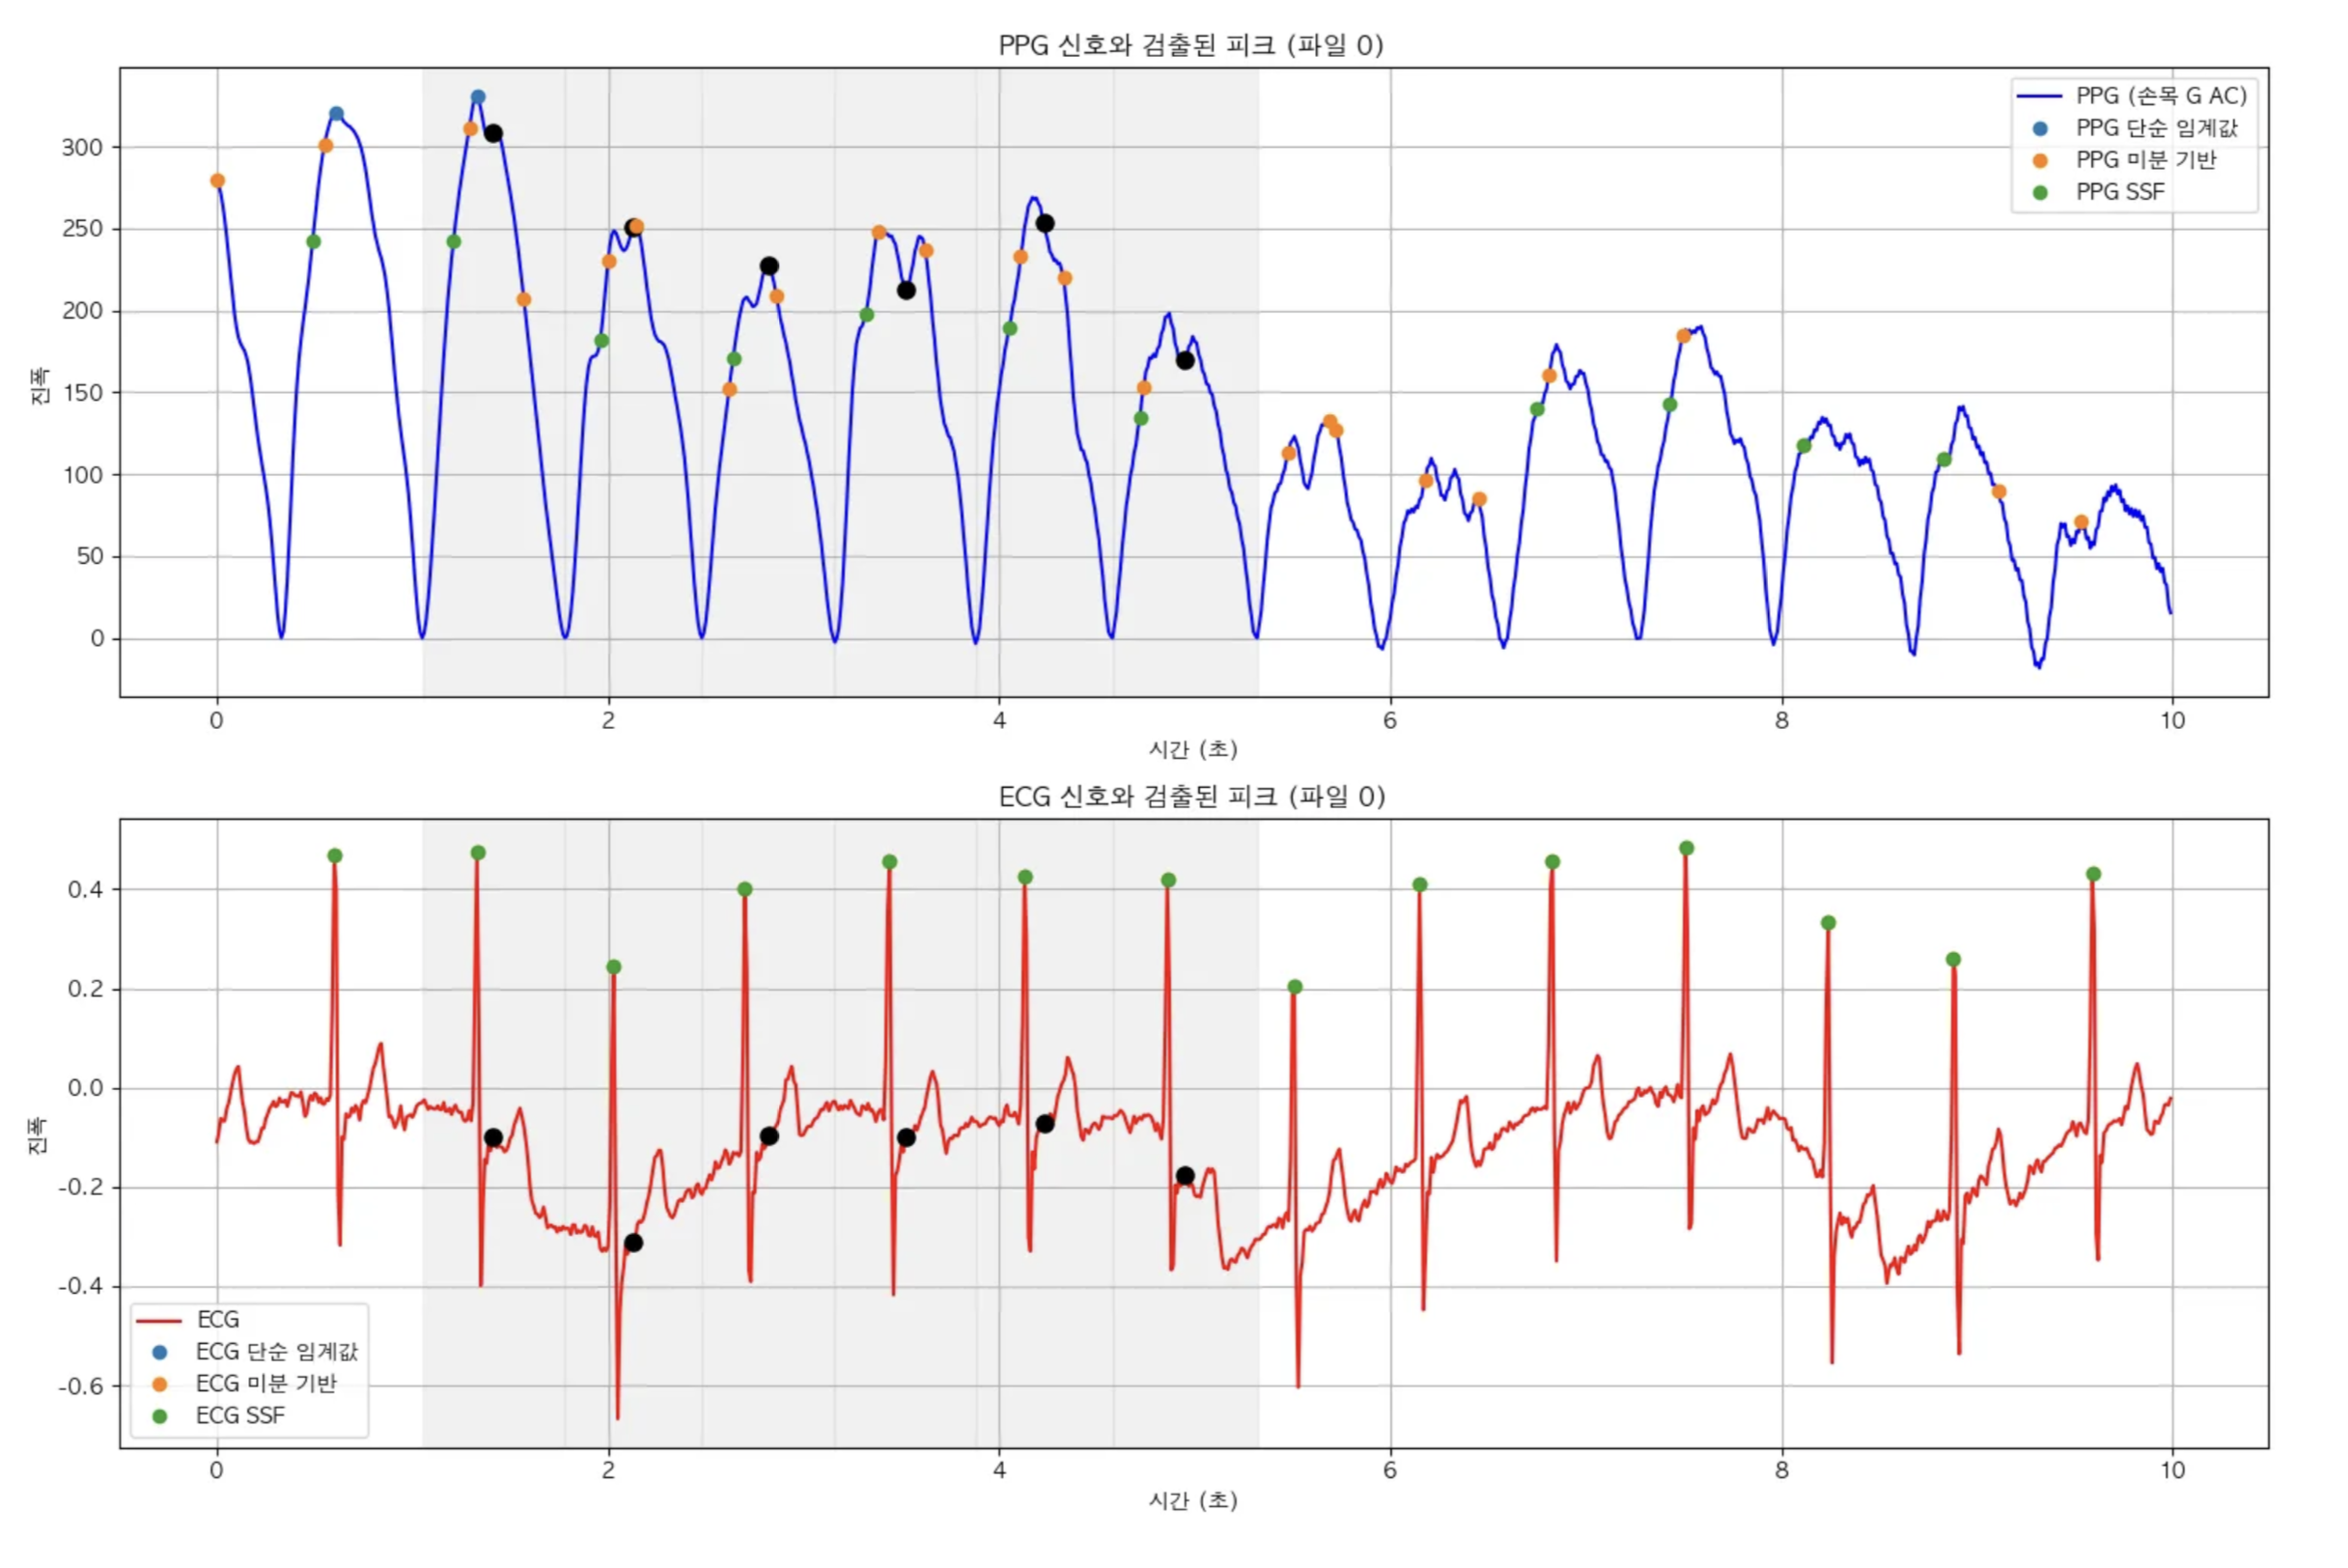 PPG 신호와 검출된 피크 (파일 0)
진폭
300
250
200
150
100
50
0
PPG (손목 G AC)
PPG 단순 임계값
PPG 미분 기반
PPG SSF
0 2 4 6 8 10
시간 (초)
ECG 신호와 검출된 피크 (파일 0)
진폭
0.4
0.2
0.0
-0.2
-0.4
-0.6
ECG
ECG 단순 임계값
ECG 미분 기반
ECG SSF
0 2 4 6 8 10
시간 (초)